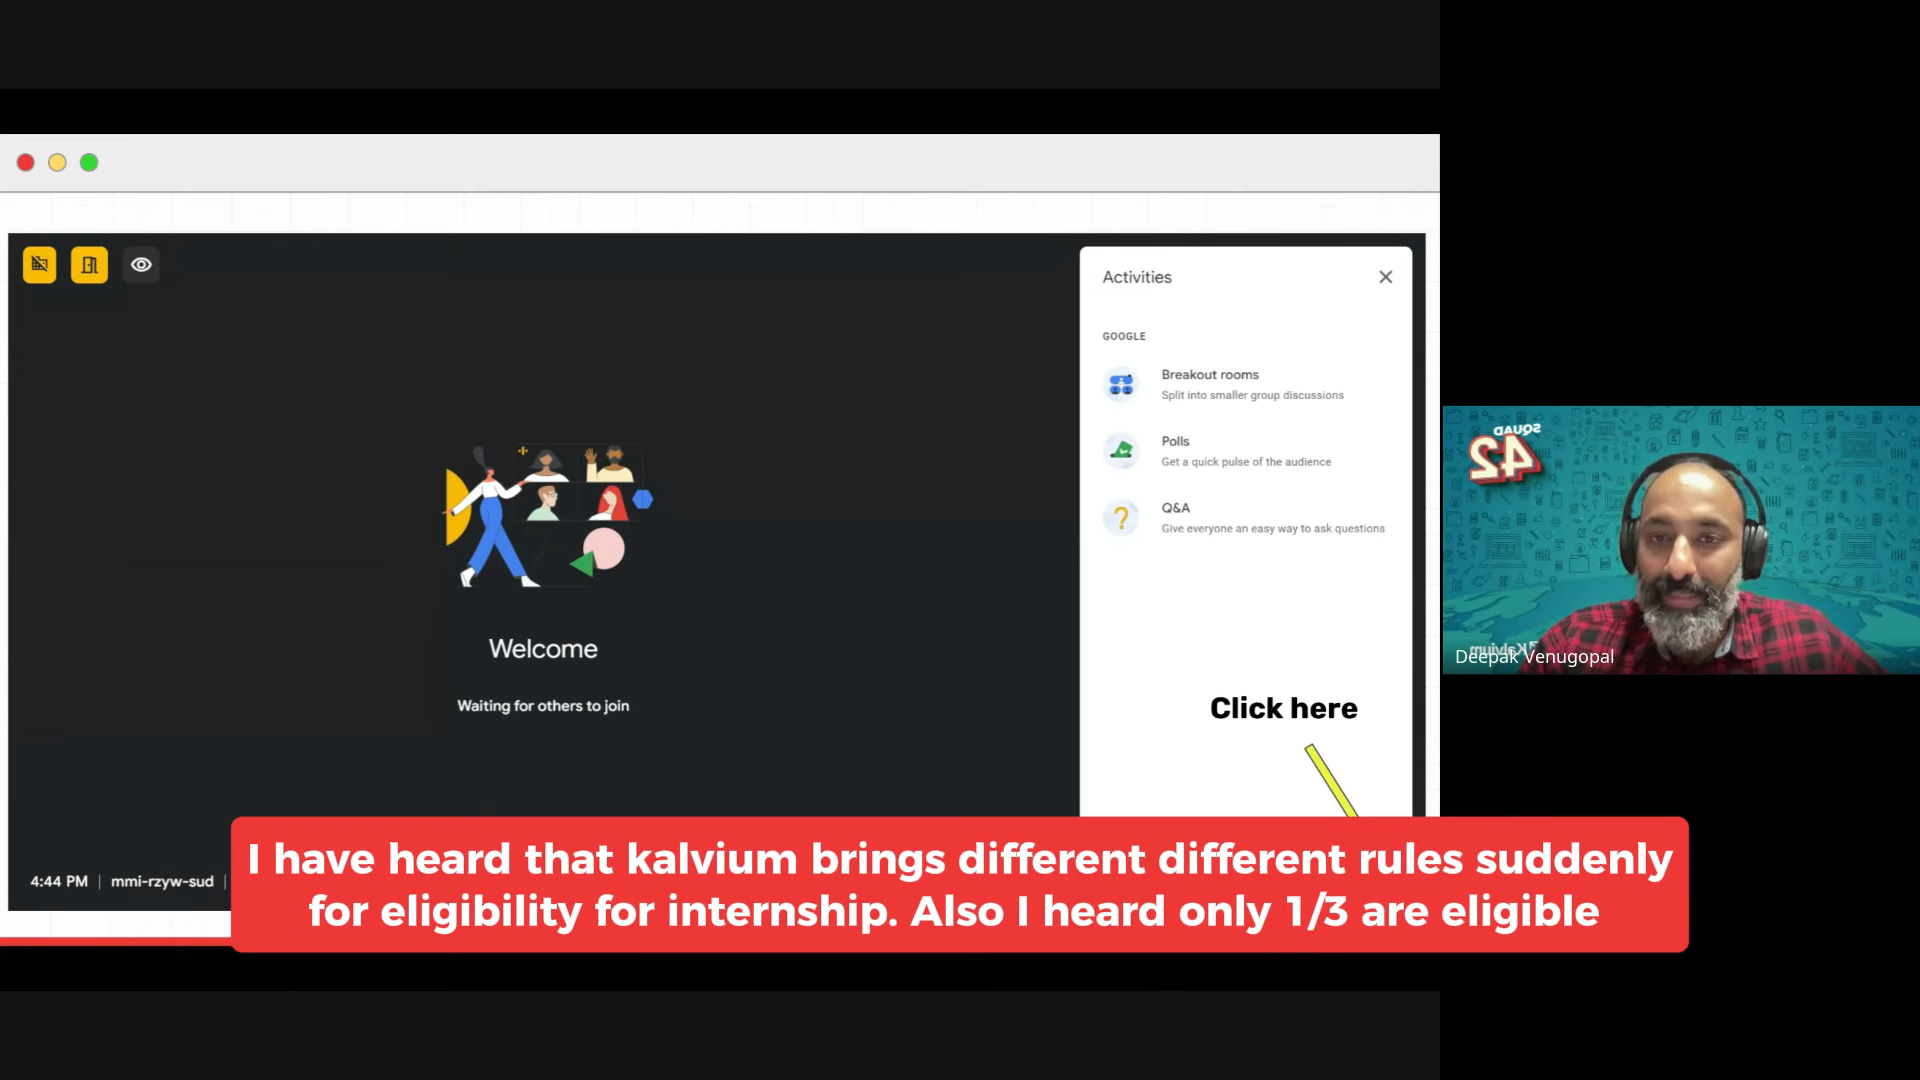 Activities
GOOGLE
Breakout rooms
Split into smaller group discussions
Polls
Get a quick pulse of the audience
Q&A
Give everyone an easy way to ask questions
Welcome
Waiting for others to join
Click here
4:44 PM | mmi-rzyw-sud |
SQUAD
42
Kalvium
Deepak Venugopal
I have heard that kalvium brings different different rules suddenly
for eligibility for internship. Also I heard only 1/3 are eligible